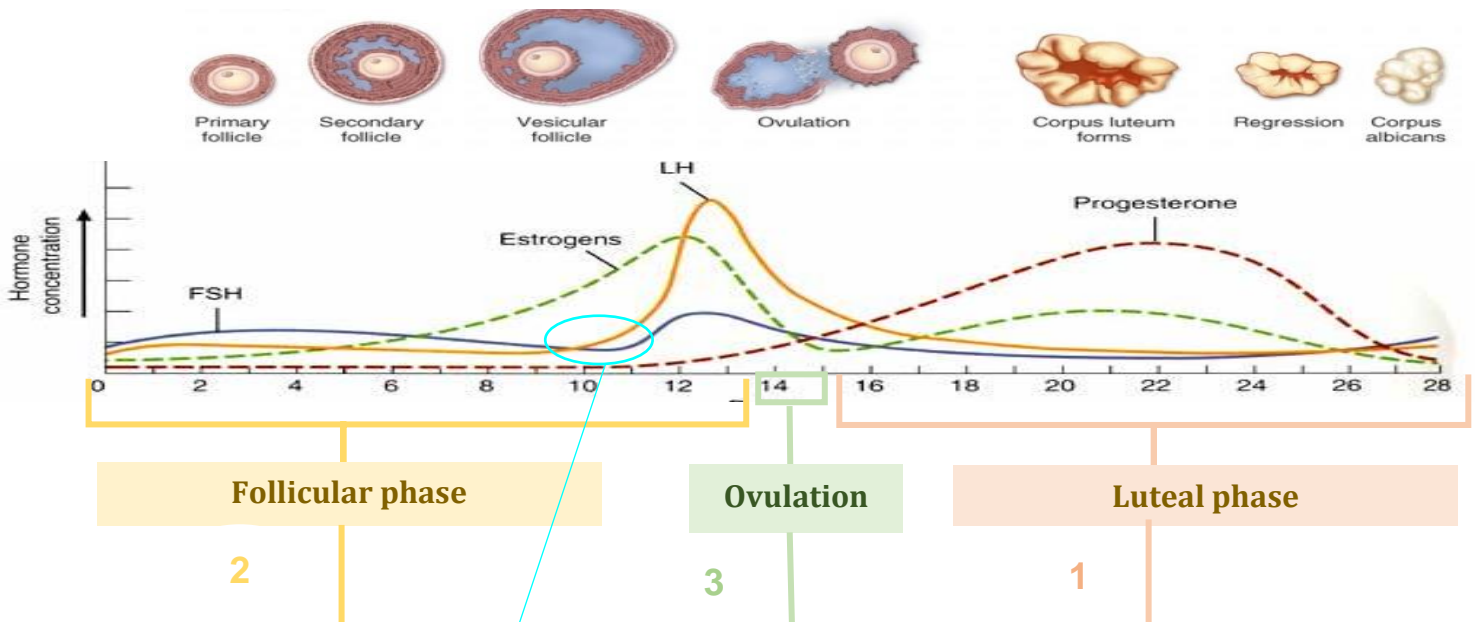 Primary
follicle
Secondary
follicle
Vesicular
follicle
Ovulation
Corpus luteum
forms
Regression
Corpus
albicans
Hormone
concentration
FSH
Estrogens
LH
Progesterone
0 2 4 6 8 10 12 14 16 18 20 22 24 26 28
Follicular phase
Ovulation
Luteal phase
2
3
1